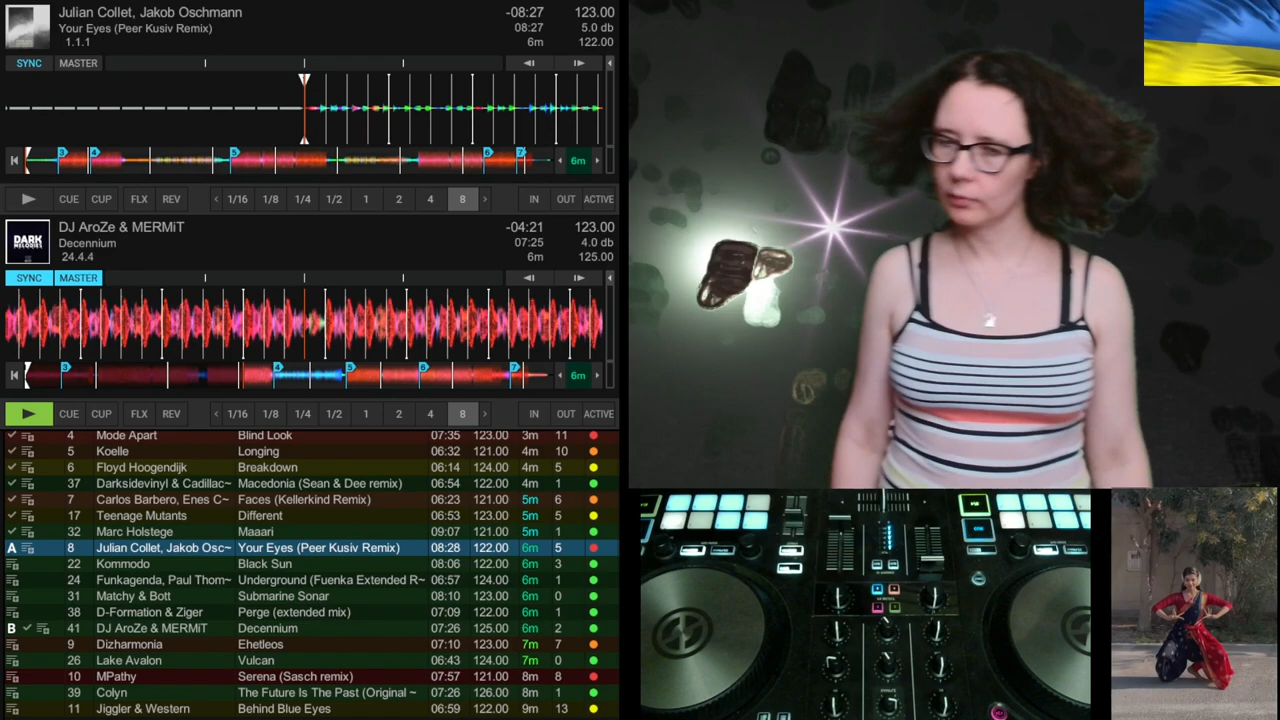 Julian Collet, Jakob Oschmann -08:27 123.00
Your Eyes (Peer Kusiv Remix) 08:27 5.0 db
1.1.1 6m 122.00
SYNC MASTER
3 4 5 6 7 6m
CUE CUP FLX REV 1/16 1/8 1/4 1/2 1 2 4 8 IN OUT ACTIVE
DJ AroZe & MERMiT -04:21 123.00
Decennium 07:25 4.0 db
24.4.4 6m 125.00
DARK
MELODIES
SYNC MASTER
3 4 5 6 7 6m
CUE CUP FLX REV 1/16 1/8 1/4 1/2 1 2 4 8 IN OUT ACTIVE
4 Mode Apart Blind Look 07:35 123.00 3m 11
5 Koelle Longing 06:32 121.00 4m 10
6 Floyd Hoogendijk Breakdown 06:14 124.00 4m 5
37 Darksidevinyl & Cadillac~ Macedonia (Sean & Dee remix) 06:54 122.00 4m 1
7 Carlos Barbero, Enes C~ Faces (Kellerkind Remix) 06:23 121.00 5m 6
17 Teenage Mutants Different 06:53 123.00 5m 5
32 Marc Holstege Maaari 09:07 121.00 5m 1
A 8 Julian Collet, Jakob Osc~ Your Eyes (Peer Kusiv Remix) 08:28 122.00 6m 5
22 Kommodo Black Sun 08:06 122.00 6m 3
24 Funkagenda, Paul Thom~ Underground (Fuenka Extended R~ 06:57 124.00 6m 1
31 Matchy & Bott Submarine Sonar 08:10 123.00 6m 0
38 D-Formation & Ziger Perge (extended mix) 07:09 122.00 6m 1
B 41 DJ AroZe & MERMiT Decennium 07:26 125.00 6m 2
9 Dizharmonia Ehetleos 07:10 123.00 7m 7
26 Lake Avalon Vulcan 06:43 124.00 7m 0
10 MPathy Serena (Sasch remix) 07:57 121.00 8m 8
39 Colyn The Future Is The Past (Original ~ 07:26 126.00 8m 1
11 Jiggler & Western Behind Blue Eyes 06:59 122.00 9m 13